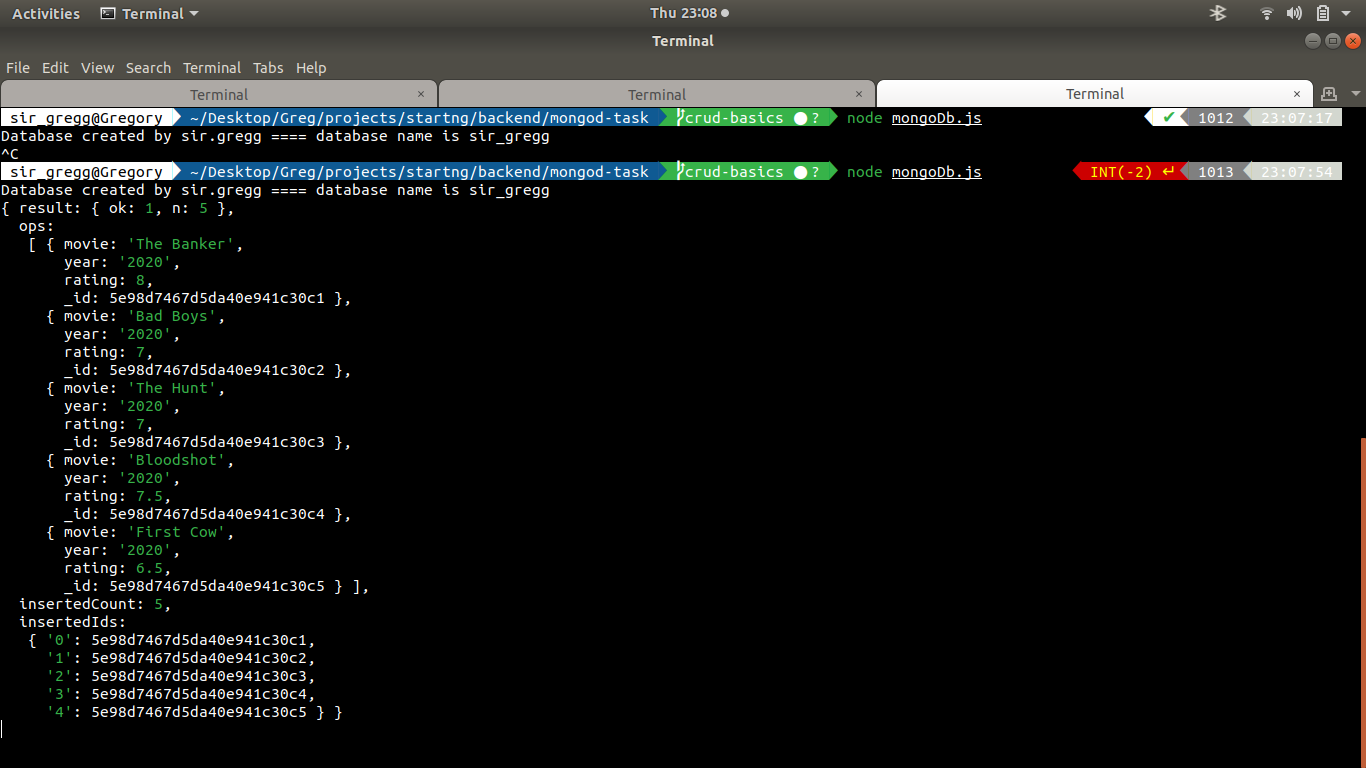 Activities Terminal Thu 23:08
Terminal
File Edit View Search Terminal Tabs Help
Terminal × Terminal × Terminal ×
sir_gregg@Gregory ~/Desktop/Greg/projects/startng/backend/mongod-task crud-basics ● ? node mongoDb.js ✔ 1012 23:07:17
Database created by sir.gregg ==== database name is sir_gregg
^C
sir_gregg@Gregory ~/Desktop/Greg/projects/startng/backend/mongod-task crud-basics ● ? node mongoDb.js INT(-2) ↵ 1013 23:07:54
Database created by sir.gregg ==== database name is sir_gregg
{ result: { ok: 1, n: 5 },
ops:
[ { movie: 'The Banker',
year: '2020',
rating: 8,
_id: 5e98d7467d5da40e941c30c1 },
{ movie: 'Bad Boys',
year: '2020',
rating: 7,
_id: 5e98d7467d5da40e941c30c2 },
{ movie: 'The Hunt',
year: '2020',
rating: 7,
_id: 5e98d7467d5da40e941c30c3 },
{ movie: 'Bloodshot',
year: '2020',
rating: 7.5,
_id: 5e98d7467d5da40e941c30c4 },
{ movie: 'First Cow',
year: '2020',
rating: 6.5,
_id: 5e98d7467d5da40e941c30c5 } ],
insertedCount: 5,
insertedIds:
{ '0': 5e98d7467d5da40e941c30c1,
'1': 5e98d7467d5da40e941c30c2,
'2': 5e98d7467d5da40e941c30c3,
'3': 5e98d7467d5da40e941c30c4,
'4': 5e98d7467d5da40e941c30c5 } }